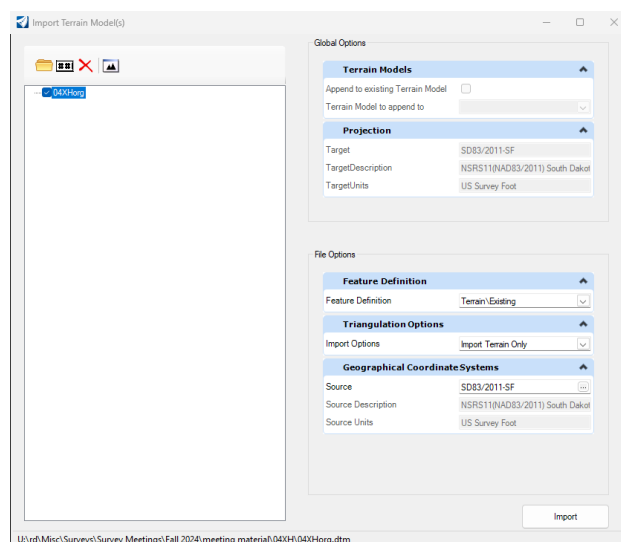 Import Terrain Model(s)
04XHorg
Global Options
Terrain Models
Append to existing Terrain Model
Terrain Model to append to
Projection
Target SD83/2011-SF
TargetDescription NSRS11(NAD83/2011) South Dakot
TargetUnits US Survey Foot
File Options
Feature Definition
Feature Definition Terrain\Existing
Triangulation Options
Import Options Import Terrain Only
Geographical Coordinate Systems
Source SD83/2011-SF ...
Source Description NSRS11(NAD83/2011) South Dakot
Source Units US Survey Foot
Import
U:\rd\Misc\Surveys\Survey Meetings\Fall 2024\meeting material\04XH\04XHorg.dtm